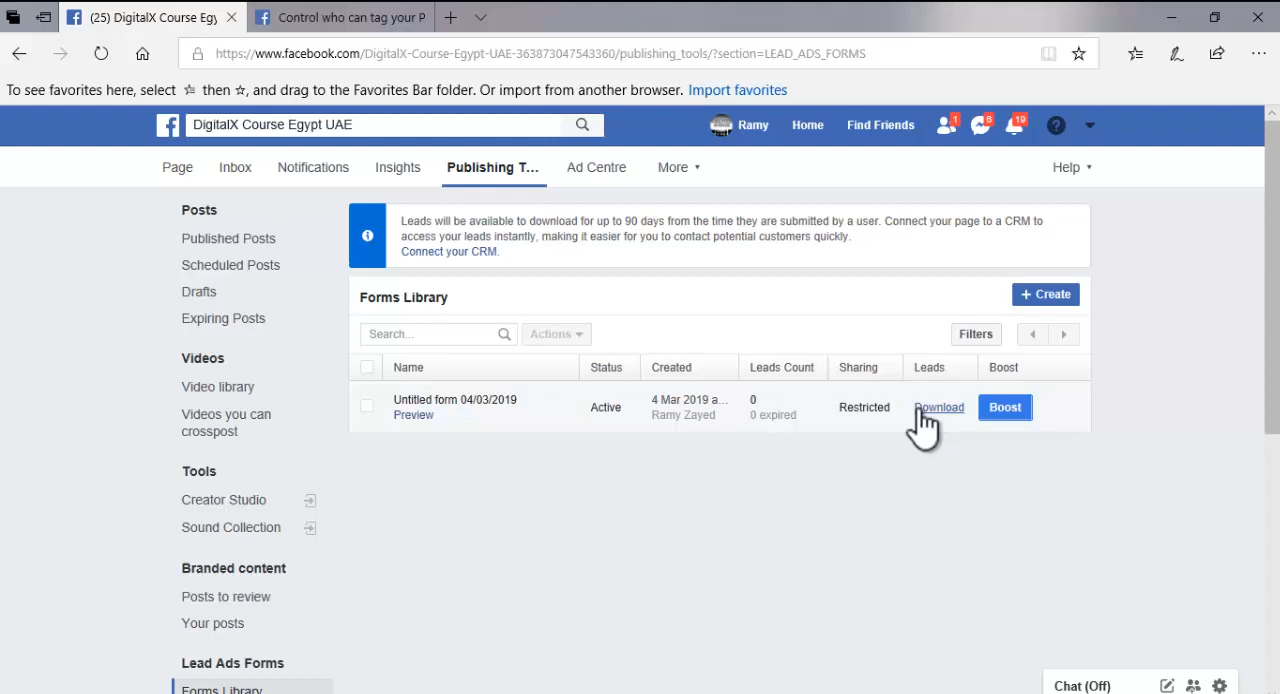 (25) DigitalX Course Egy
Control who can tag your P
https://www.facebook.com/DigitalX-Course-Egypt-UAE-363873047543360/publishing_tools/?section=LEAD_ADS_FORMS
To see favorites here, select then ☆, and drag to the Favorites Bar folder. Or import from another browser. Import favorites
DigitalX Course Egypt UAE
Ramy Home Find Friends 1 6 19
Page Inbox Notifications Insights Publishing T... Ad Centre More Help
Posts
Published Posts
Scheduled Posts
Drafts
Expiring Posts
Videos
Video library
Videos you can
crosspost
Tools
Creator Studio
Sound Collection
Branded content
Posts to review
Your posts
Lead Ads Forms
Forms Library
Leads will be available to download for up to 90 days from the time they are submitted by a user. Connect your page to a CRM to
access your leads instantly, making it easier for you to contact potential customers quickly.
Connect your CRM.
Forms Library
+ Create
Search... Actions Filters
Name Status Created Leads Count Sharing Leads Boost
Untitled form 04/03/2019
Preview
Active
4 Mar 2019 a...
Ramy Zayed
0
0 expired
Restricted
Download
Boost
Chat (Off)